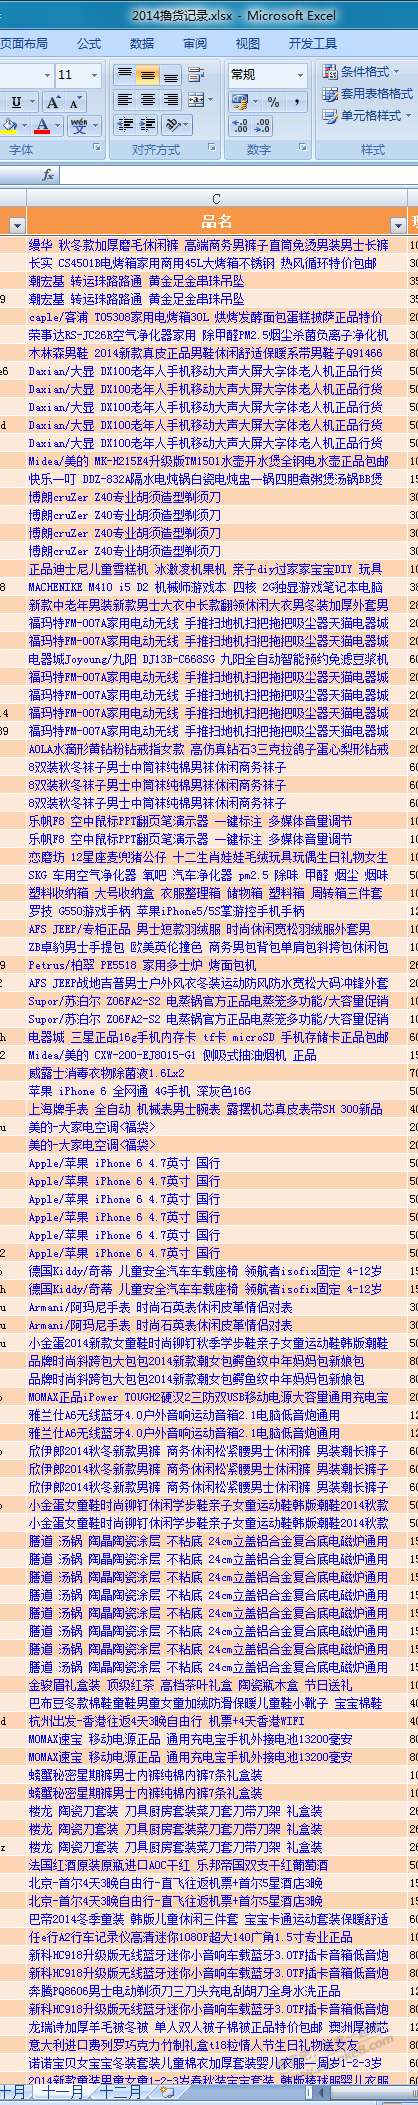 2014撸货记录.xlsx - Microsoft Excel
页面布局 公式 数据 审阅 视图 开发工具
11 常规 条件格式
U A A % , 套用表格格式
A wén 文 .0 .00 单元格样式
字体 对齐方式 数字 样式
fx
C
品名
缦华 秋冬款加厚磨毛休闲裤 高端商务男裤子直筒免烫男装男士长裤
长实 CS4501B电烤箱家用商用45L大烤箱不锈钢 热风循环特价包邮
潮宏基 转运珠路路通 黄金足金串珠吊坠
潮宏基 转运珠路路通 黄金足金串珠吊坠
caple/客浦 TO5308家用电烤箱30L 烘烤发酵面包蛋糕披萨正品特价
荣事达RS-JC26R空气净化器家用 除甲醛PM2.5烟尘杀菌负离子净化机
木林森男鞋 2014新款真皮正品男鞋休闲舒适保暖系带男鞋子Q91466
Daxian/大显 DX100老年人手机移动大声大屏大字体老人机正品行货
Daxian/大显 DX100老年人手机移动大声大屏大字体老人机正品行货
Daxian/大显 DX100老年人手机移动大声大屏大字体老人机正品行货
Daxian/大显 DX100老年人手机移动大声大屏大字体老人机正品行货
Daxian/大显 DX100老年人手机移动大声大屏大字体老人机正品行货
Midea/美的 MK-H215E4升级版TM1501水壶开水煲全钢电水壶正品包邮
快乐一叮 DDZ-832A隔水电炖锅白瓷电炖盅一锅四胆煮粥煲汤锅BB煲
博朗cruZer Z40专业胡须造型剃须刀
博朗cruZer Z40专业胡须造型剃须刀
博朗cruZer Z40专业胡须造型剃须刀
博朗cruZer Z40专业胡须造型剃须刀
正品迪士尼儿童雪糕机 冰激凌机果机 亲子diy过家家宝宝DIY 玩具
MACHENIKE M410 i5 D2 机械师游戏本 四核 2G独显游戏笔记本电脑
新款中老年男装新款男士大衣中长款翻领休闲大衣男冬装加厚外套男
福玛特FM-007A家用电动无线 手推扫地机扫把拖把吸尘器天猫电器城
福玛特FM-007A家用电动无线 手推扫地机扫把拖把吸尘器天猫电器城
电器城Joyoung/九阳 DJ13B-C668SG 九阳全自动智能预约免滤豆浆机
福玛特FM-007A家用电动无线 手推扫地机扫把拖把吸尘器天猫电器城
福玛特FM-007A家用电动无线 手推扫地机扫把拖把吸尘器天猫电器城
福玛特FM-007A家用电动无线 手推扫地机扫把拖把吸尘器天猫电器城
福玛特FM-007A家用电动无线 手推扫地机扫把拖把吸尘器天猫电器城
AOLA水滴形黄钻粉钻戒指女款 高仿真钻石3三克拉鸽子蛋心梨形钻戒
8双装秋冬袜子男士中筒袜纯棉男袜休闲商务袜子
8双装秋冬袜子男士中筒袜纯棉男袜休闲商务袜子
8双装秋冬袜子男士中筒袜纯棉男袜休闲商务袜子
乐帆F8 空中鼠标PPT翻页笔演示器 一键标注 多媒体音量调节
乐帆F8 空中鼠标PPT翻页笔演示器 一键标注 多媒体音量调节
恋磨坊 12星座麦兜猪公仔 十二生肖娃娃毛绒玩具玩偶生日礼物女生
SKG 车用空气净化器 氧吧 汽车净化器 pm2.5 除味 甲醛 烟尘 烟味
塑料收纳箱 大号收纳盒 衣服整理箱 储物箱 塑料箱 周转箱三件套
罗技 G550游戏手柄 苹果iPhone5/5S掌游控手机手柄
AFS JEEP/专柜正品 男士短款羽绒服 时尚休闲宽松羽绒服外套男
ZB卓豹男士手提包 欧美英伦撞色 商务男包背包单肩包斜挎包休闲包
Petrus/柏翠 PE5518 家用多士炉 烤面包机
AFS JEEP战地吉普男士户外风衣冬装运动防风防水宽松大码冲锋外套
Supor/苏泊尔 Z06FA2-S2 电蒸锅官方正品电蒸笼多功能/大容量促销
Supor/苏泊尔 Z06FA2-S2 电蒸锅官方正品电蒸笼多功能/大容量促销
电器城 三星正品16g手机内存卡 tf卡 microSD 手机存储卡正品包邮
Midea/美的 CXW-200-EJ8015-G1 侧吸式抽油烟机 正品
威露士消毒衣物除菌液1.6Lx2
苹果 iPhone 6 全网通 4G手机 深灰色16G
上海牌手表 全自动 机械表男士腕表 露摆机芯真皮表带SH 300新品
美的-大家电空调<福袋>
美的-大家电空调<福袋>
Apple/苹果 iPhone 6 4.7英寸 国行
Apple/苹果 iPhone 6 4.7英寸 国行
Apple/苹果 iPhone 6 4.7英寸 国行
Apple/苹果 iPhone 6 4.7英寸 国行
Apple/苹果 iPhone 6 4.7英寸 国行
Apple/苹果 iPhone 6 4.7英寸 国行
德国Kiddy/奇蒂 儿童安全汽车车载座椅 领航者isofix固定 4-12岁
德国Kiddy/奇蒂 儿童安全汽车车载座椅 领航者isofix固定 4-12岁
Armani/阿玛尼手表 时尚石英表休闲皮革情侣对表
Armani/阿玛尼手表 时尚石英表休闲皮革情侣对表
小金蛋2014新款女童鞋时尚铆钉秋季学步鞋亲子女童运动鞋韩版潮鞋
品牌时尚斜跨包大包包2014新款潮女包鳄鱼纹中年妈妈包新娘包
品牌时尚斜跨包大包包2014新款潮女包鳄鱼纹中年妈妈包新娘包
MOMAX正品iPower TOUGH2硬汉2三防双USB移动电源大容量通用充电宝
雅兰仕A6无线蓝牙4.0户外音响运动音箱2.1电脑低音炮通用
雅兰仕A6无线蓝牙4.0户外音响运动音箱2.1电脑低音炮通用
欣伊郎2014秋冬新款男裤 商务休闲松紧腰男士休闲裤 男装潮长裤子
欣伊郎2014秋冬新款男裤 商务休闲松紧腰男士休闲裤 男装潮长裤子
欣伊郎2014秋冬新款男裤 商务休闲松紧腰男士休闲裤 男装潮长裤子
小金蛋女童鞋时尚铆钉休闲学步鞋亲子女童运动鞋韩版潮鞋2014秋款
小金蛋女童鞋时尚铆钉休闲学步鞋亲子女童运动鞋韩版潮鞋2014秋款
膳道 汤锅 陶晶陶瓷涂层 不粘底 24cm立盖铝合金复合底电磁炉通用
膳道 汤锅 陶晶陶瓷涂层 不粘底 24cm立盖铝合金复合底电磁炉通用
膳道 汤锅 陶晶陶瓷涂层 不粘底 24cm立盖铝合金复合底电磁炉通用
膳道 汤锅 陶晶陶瓷涂层 不粘底 24cm立盖铝合金复合底电磁炉通用
膳道 汤锅 陶晶陶瓷涂层 不粘底 24cm立盖铝合金复合底电磁炉通用
膳道 汤锅 陶晶陶瓷涂层 不粘底 24cm立盖铝合金复合底电磁炉通用
膳道 汤锅 陶晶陶瓷涂层 不粘底 24cm立盖铝合金复合底电磁炉通用
膳道 汤锅 陶晶陶瓷涂层 不粘底 24cm立盖铝合金复合底电磁炉通用
金骏眉礼盒装 顶级红茶 高档茶叶礼盒 陶瓷瓶木盒 节日送礼
巴布豆冬款棉鞋童鞋男童女童加绒防滑保暖儿童鞋小靴子 宝宝棉鞋
杭州出发-香港往返4天3晚自由行 机票+4天香港WIFI
MOMAX速宝 移动电源正品 通用充电宝手机外接电池13200毫安
MOMAX速宝 移动电源正品 通用充电宝手机外接电池13200毫安
螃蟹秘密星期裤男士内裤纯棉内裤7条礼盒装
螃蟹秘密星期裤男士内裤纯棉内裤7条礼盒装
楼龙 陶瓷刀套装 刀具厨房套装菜刀套刀带刀架 礼盒装
楼龙 陶瓷刀套装 刀具厨房套装菜刀套刀带刀架 礼盒装
楼龙 陶瓷刀套装 刀具厨房套装菜刀套刀带刀架 礼盒装
法国红酒原装原瓶进口AOC干红 乐邦帝国双支干红葡萄酒
北京-首尔4天3晚自由行-直飞往返机票+首尔5星酒店3晚
北京-首尔4天3晚自由行-直飞往返机票+首尔5星酒店3晚
巴帝2014冬季童装 韩版儿童休闲三件套 宝宝卡通运动套装保暖舒适
任e行A2行车记录仪高清迷你1080P超大140广角1.5寸专业正品
新科HC918升级版无线蓝牙迷你小音响车载蓝牙3.0TF插卡音箱低音炮
新科HC918升级版无线蓝牙迷你小音响车载蓝牙3.0TF插卡音箱低音炮
奔腾PQ8606男士电动剃须刀三刀头充电刮胡刀全身水洗正品
新科HC918升级版无线蓝牙迷你小音响车载蓝牙3.0TF插卡音箱低音炮
龙瑞诗加厚羊毛被冬被 单人双人被子棉被正品特价包邮 澳洲厚被芯
意大利进口费列罗巧克力竹制礼盒t18粒情人节生日礼物送女友
诺诺宝贝女宝宝冬装套装儿童棉衣加厚套装婴儿衣服一周岁1-2-3岁
2014新款童装男童女童1-2-3岁春秋装宝宝套装 韩版棒球服婴儿衣服
十月 十一月 十二月